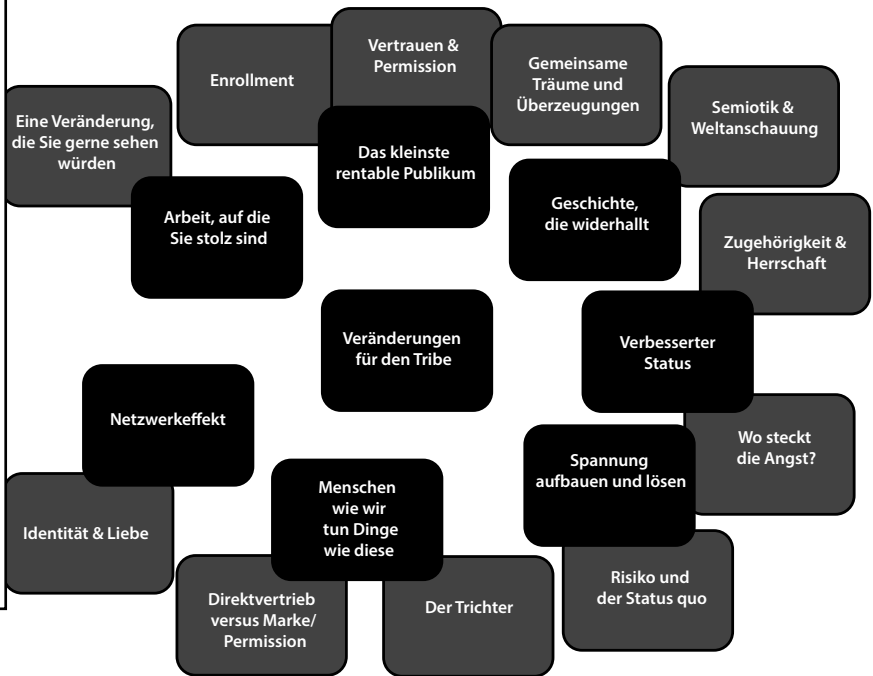 Vertrauen &
Permission
Enrollment
Gemeinsame
Träume und
Überzeugungen
Semiotik &
Weltanschauung
Eine Veränderung,
die Sie gerne sehen
würden
Das kleinste
rentable Publikum
Arbeit, auf die
Sie stolz sind
Geschichte,
die widerhallt
Zugehörigkeit &
Herrschaft
Veränderungen
für den Tribe
Verbesserter
Status
Netzwerkeffekt
Wo steckt
die Angst?
Spannung
aufbauen und lösen
Menschen
wie wir
tun Dinge
wie diese
Identität & Liebe
Risiko und
der Status quo
Direktvertrieb
versus Marke/
Permission
Der Trichter